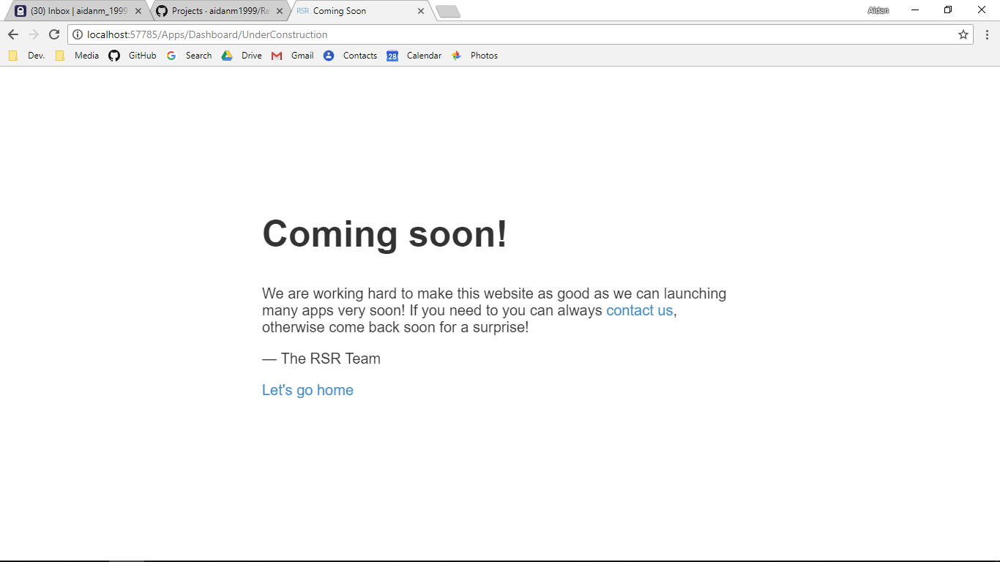 (30) Inbox | aidanm_1999
Projects · aidanm1999/Re
RSR Coming Soon
Aidan
localhost:57785/Apps/Dashboard/UnderConstruction
Dev. Media GitHub Search Drive Gmail Contacts 28 Calendar Photos
Coming soon!
We are working hard to make this website as good as we can launching
many apps very soon! If you need to you can always contact us,
otherwise come back soon for a surprise!
— The RSR Team
Let's go home